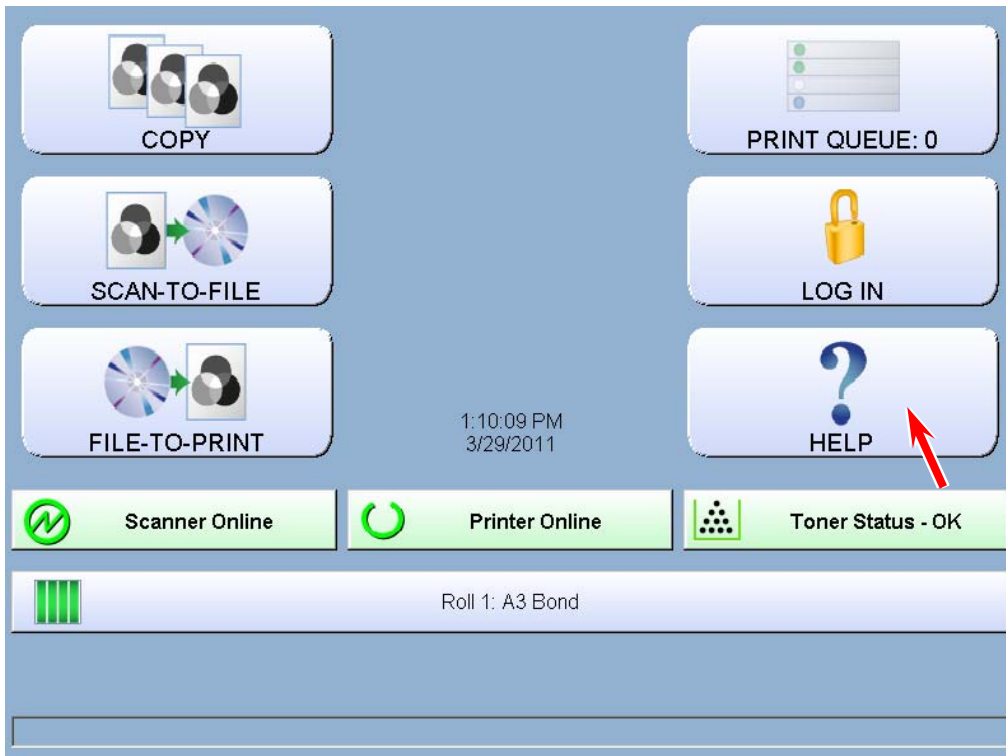 COPY
PRINT QUEUE: 0
SCAN-TO-FILE
LOG IN
FILE-TO-PRINT
1:10:09 PM
3/29/2011
HELP
Scanner Online
Printer Online
Toner Status - OK
Roll 1: A3 Bond